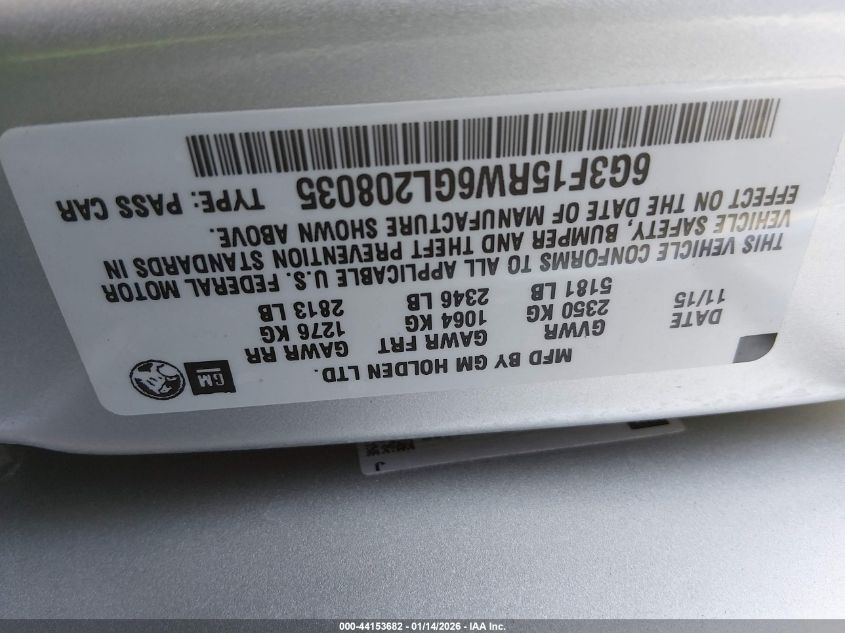 MFD BY GM HOLDEN LTD.
GM
DATE GVWR GAWR FRT GAWR RR
11/15 2350 KG 1064 KG 1276 KG
5181 LB 2346 LB 2813 LB
THIS VEHICLE CONFORMS TO ALL APPLICABLE U.S. FEDERAL MOTOR
VEHICLE SAFETY, BUMPER AND THEFT PREVENTION STANDARDS IN
EFFECT ON THE DATE OF MANUFACTURE SHOWN ABOVE.
6G3F15RW6GL208035 TYPE: PASS CAR
J
000-44153682 - 01/14/2026 - IAA Inc.